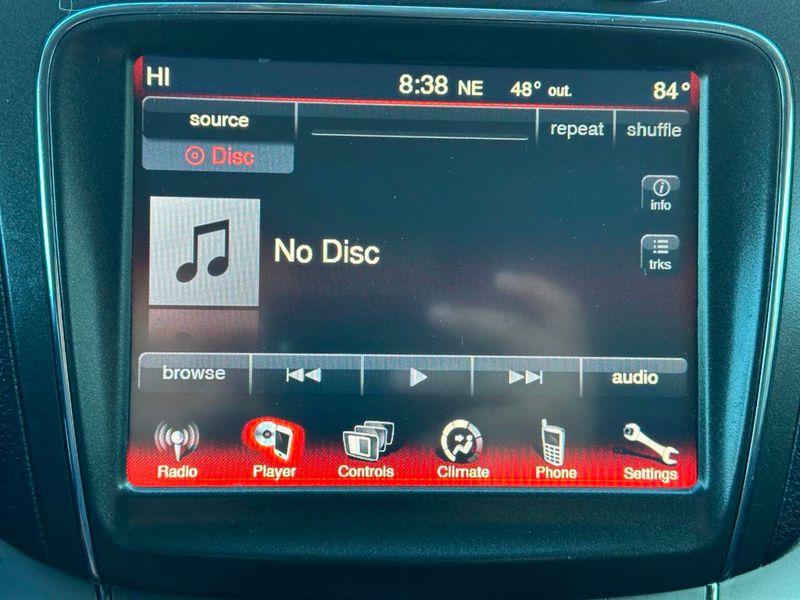 HI 8:38 NE 48° out. 84°
source repeat shuffle
Disc
info
No Disc
trks
browse audio
Radio Player Controls Climate Phone Settings